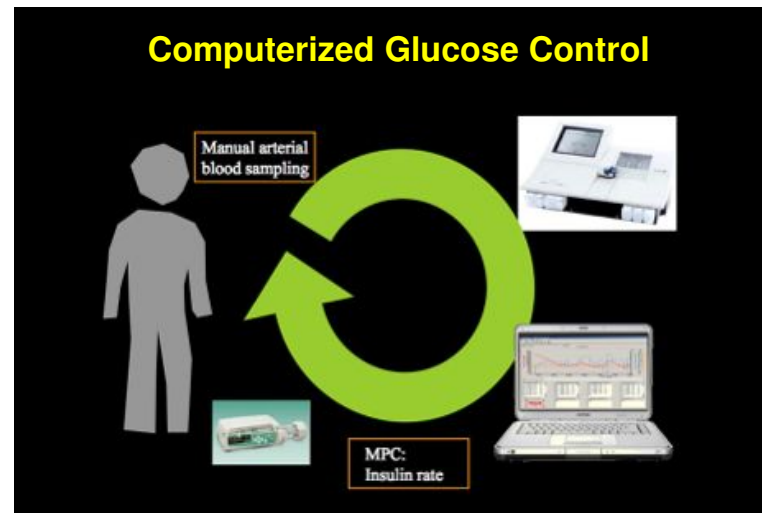 Computerized Glucose Control
Manual arterial
blood sampling
MPC:
Insulin rate